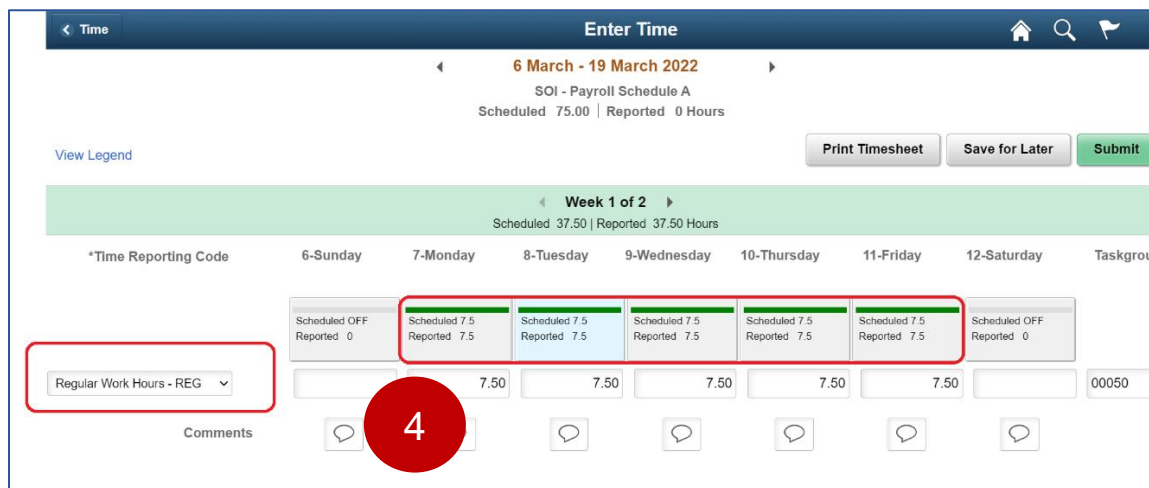 Time
Enter Time
6 March - 19 March 2022
SOI - Payroll Schedule A
Scheduled 75.00 | Reported 0 Hours
View Legend
Print Timesheet
Save for Later
Submit
Week 1 of 2
Scheduled 37.50 | Reported 37.50 Hours
*Time Reporting Code 6-Sunday 7-Monday 8-Tuesday 9-Wednesday 10-Thursday 11-Friday 12-Saturday Taskgrou
Scheduled OFF Scheduled 7.5 Scheduled 7.5 Scheduled 7.5 Scheduled 7.5 Scheduled 7.5 Scheduled OFF
Reported 0 Reported 7.5 Reported 7.5 Reported 7.5 Reported 7.5 Reported 7.5 Reported 0
Regular Work Hours - REG 7.50 7.50 7.50 7.50 7.50 00050
Comments
4